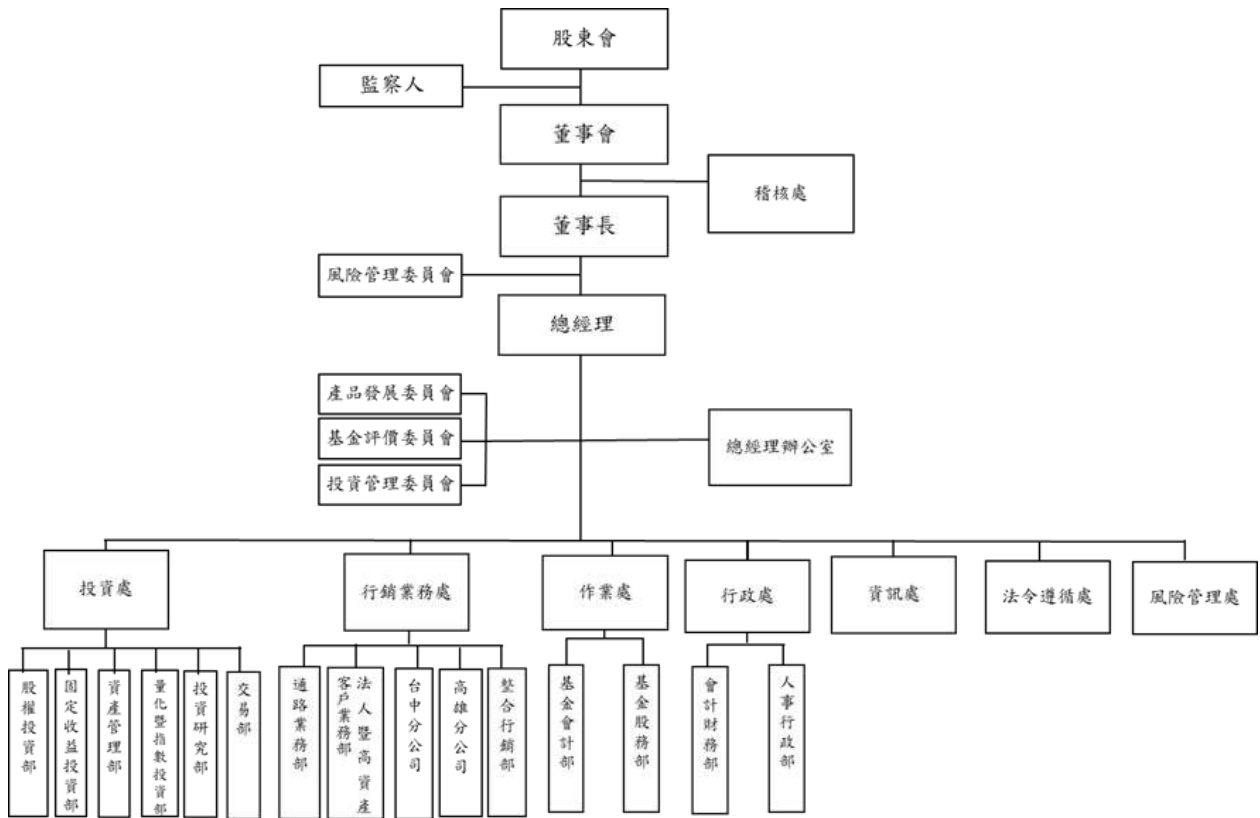 股東會
監察人
董事會
稽核處
董事長
風險管理委員會
總經理
產品發展委員會
基金評價委員會
投資管理委員會
總經理辦公室
投資處
行銷業務處
作業處
行政處
資訊處
法令遵循處
風險管理處
股權投資部
固定收益投資部
資產管理部
量化暨指數投資部
投資研究部
交易部
通路業務部
法人暨高資產
客戶業務部
台中分公司
高雄分公司
整合行銷部
基金會計部
基金股務部
會計財務部
人事行政部